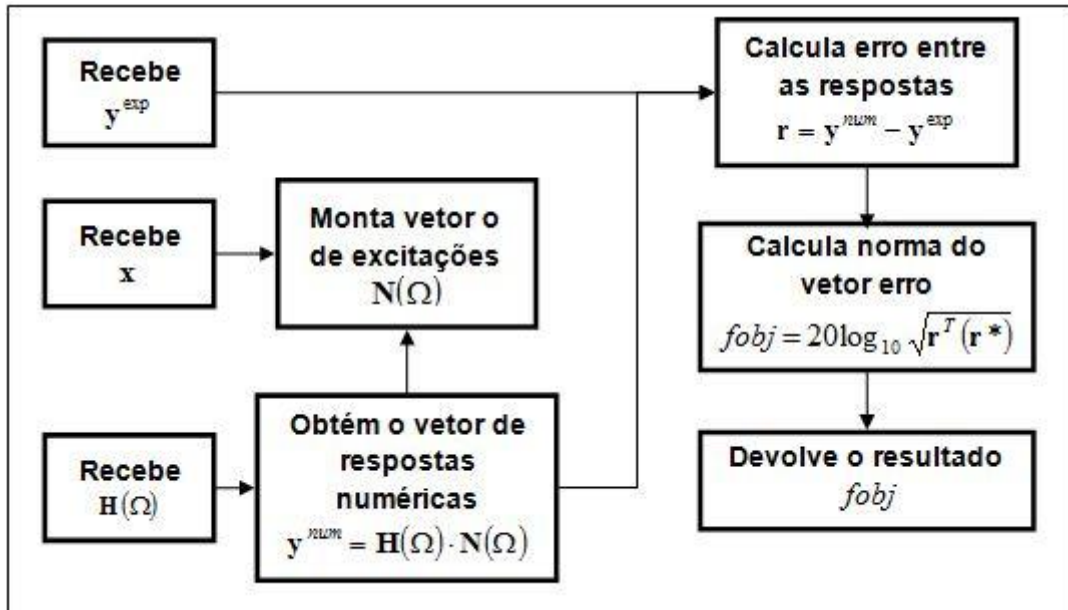 Recebe
y^exp
Recebe
x
Recebe
H(Ω)
Monta vetor o
de excitações
N(Ω)
Obtém o vetor de
respostas
numéricas
y^num = H(Ω) · N(Ω)
Calcula erro entre
as respostas
r = y^num − y^exp
Calcula norma do
vetor erro
fobj = 20log₁₀ √(r^T (r*))
Devolve o resultado
fobj